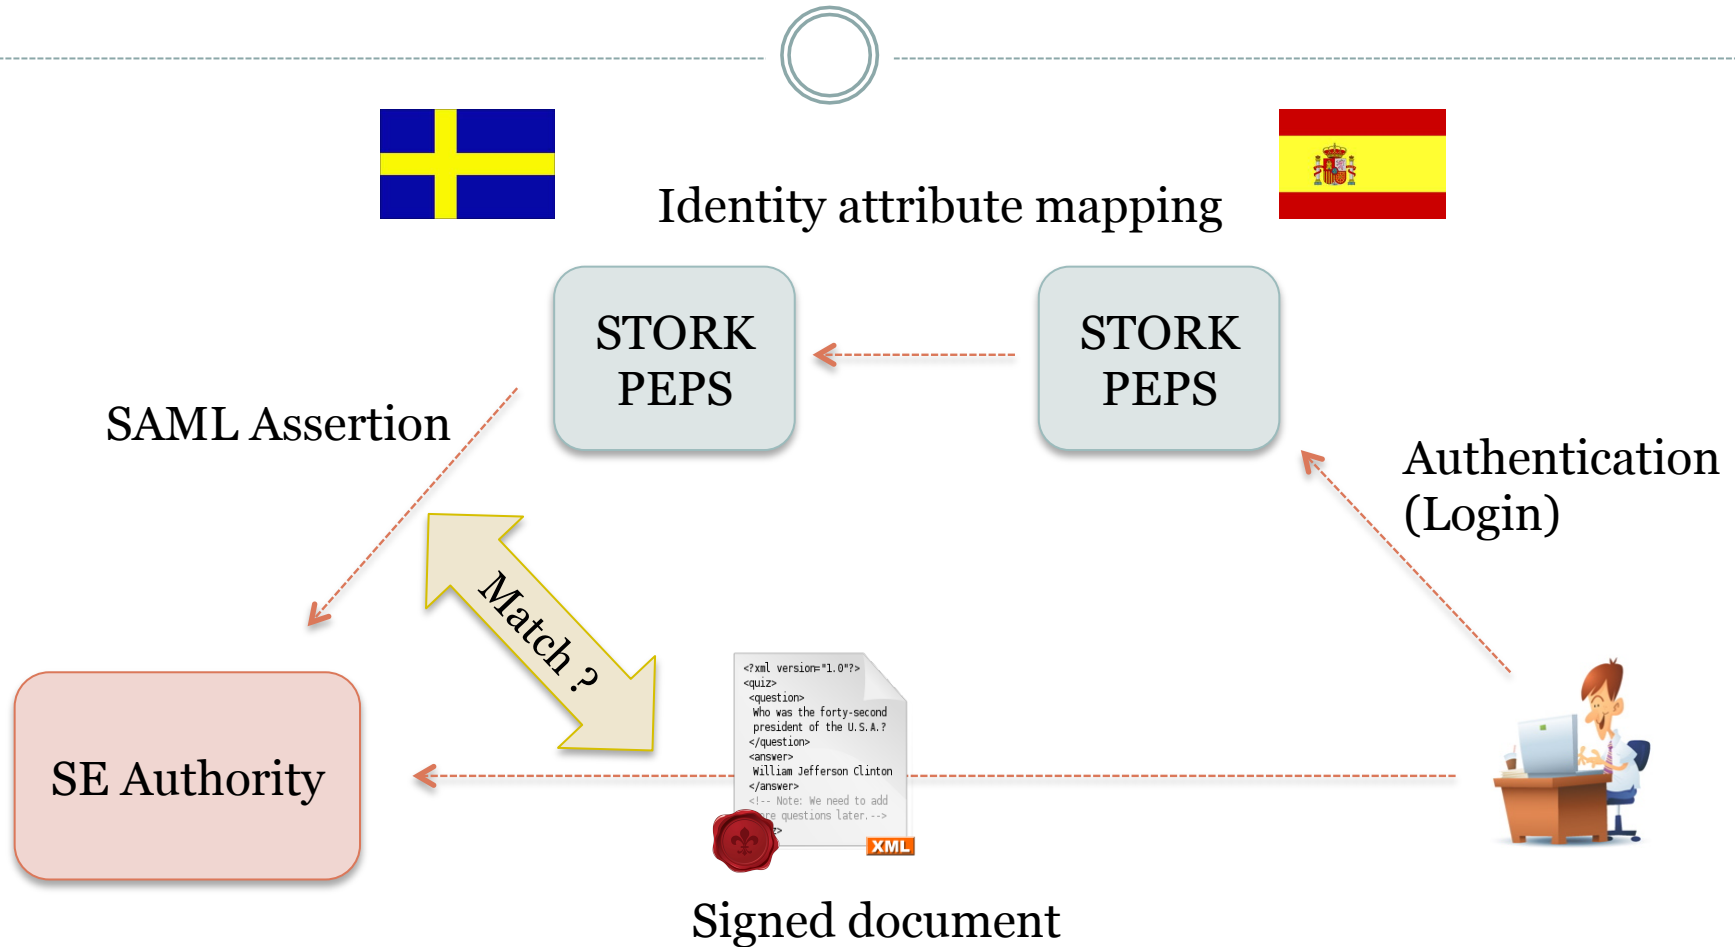 Identity attribute mapping
STORK
PEPS
STORK
PEPS
SAML Assertion
Authentication
(Login)
Match ?
<?xml version="1.0"?>
<quiz>
<question>
Who was the forty-second
president of the U.S.A.?
</question>
<answer>
William Jefferson Clinton
</answer>
<!-- Note: We need to add
questions later.-->
XML
SE Authority
Signed document